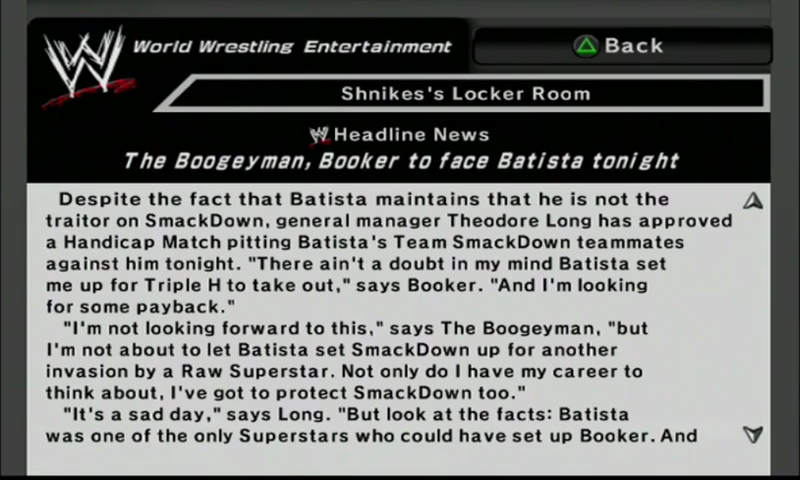 World Wrestling Entertainment
Back
Shnikes's Locker Room
Headline News
The Boogeyman, Booker to face Batista tonight
Despite the fact that Batista maintains that he is not the
traitor on SmackDown, general manager Theodore Long has approved
a Handicap Match pitting Batista's Team SmackDown teammates
against him tonight. "There ain't a doubt in my mind Batista set
me up for Triple H to take out," says Booker. "And I'm looking
for some payback."
"I'm not looking forward to this," says The Boogeyman, "but
I'm not about to let Batista set SmackDown up for another
invasion by a Raw Superstar. Not only do I have my career to
think about, I've got to protect SmackDown too."
"It's a sad day," says Long. "But look at the facts: Batista
was one of the only Superstars who could have set up Booker. And